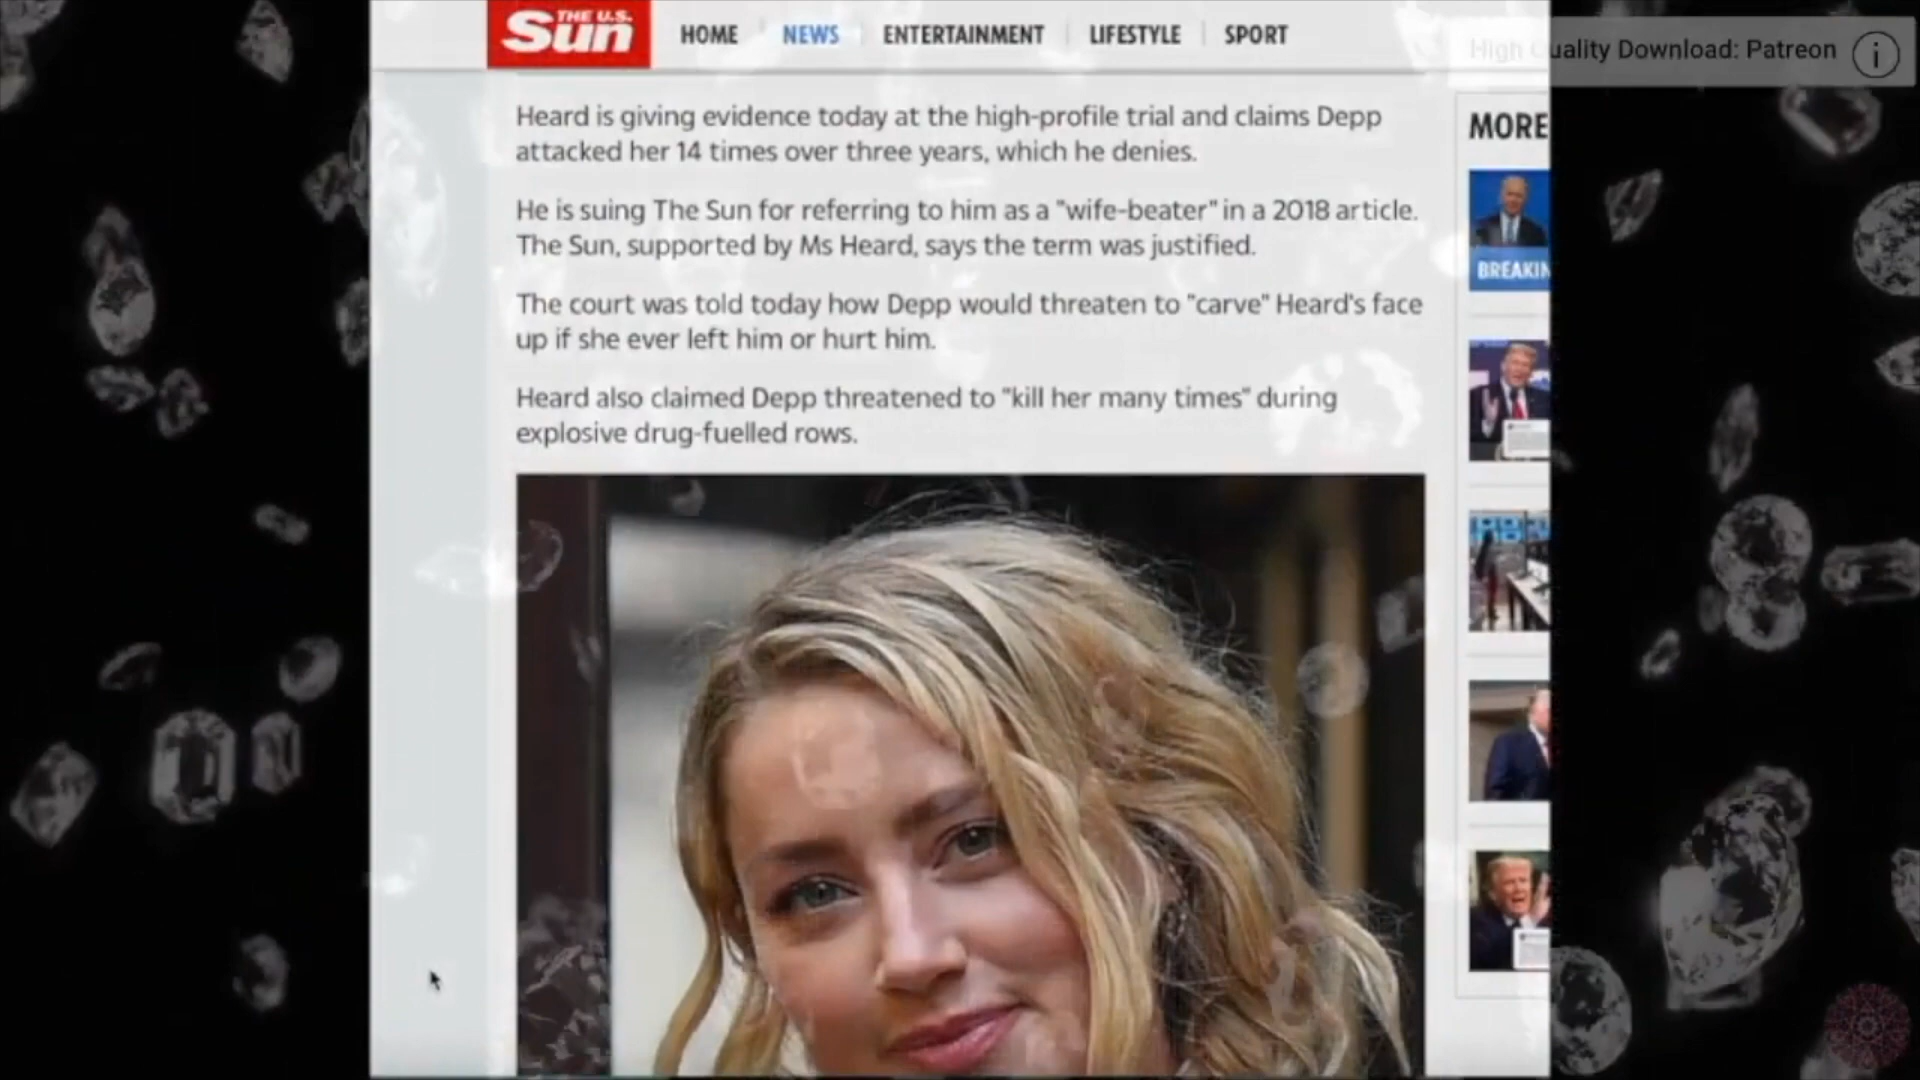 THE U.S.
Sun
HOME
NEWS
ENTERTAINMENT
LIFESTYLE
SPORT
High Quality Download: Patreon
i
Heard is giving evidence today at the high-profile trial and claims Depp
attacked her 14 times over three years, which he denies.
He is suing The Sun for referring to him as a "wife-beater" in a 2018 article.
The Sun, supported by Ms Heard, says the term was justified.
The court was told today how Depp would threaten to "carve" Heard's face
up if she ever left him or hurt him.
Heard also claimed Depp threatened to "kill her many times" during
explosive drug-fuelled rows.
MORE
BREAKIN